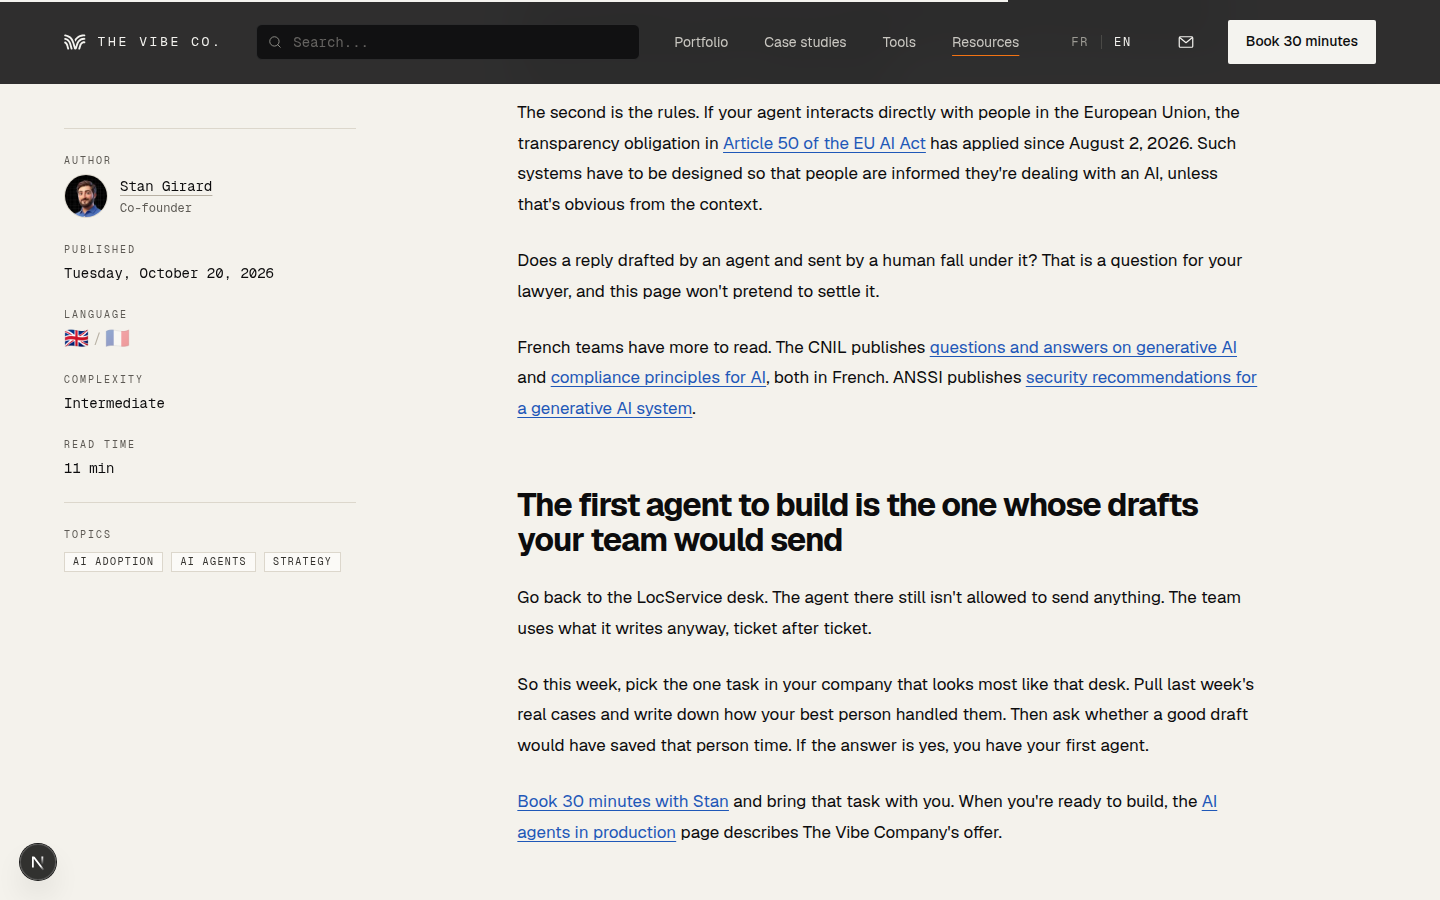 THE VIBE CO.
Search...
Portfolio
Case studies
Tools
Resources
FR
EN
Book 30 minutes
AUTHOR
Stan Girard
Co-founder
PUBLISHED
Tuesday, October 20, 2026
LANGUAGE
/
COMPLEXITY
Intermediate
READ TIME
11 min
TOPICS
AI ADOPTION
AI AGENTS
STRATEGY
The second is the rules. If your agent interacts directly with people in the European Union, the
transparency obligation in Article 50 of the EU AI Act has applied since August 2, 2026. Such
systems have to be designed so that people are informed they're dealing with an AI, unless
that's obvious from the context.
Does a reply drafted by an agent and sent by a human fall under it? That is a question for your
lawyer, and this page won't pretend to settle it.
French teams have more to read. The CNIL publishes questions and answers on generative AI
and compliance principles for AI, both in French. ANSSI publishes security recommendations for
a generative AI system.
The first agent to build is the one whose drafts
your team would send
Go back to the LocService desk. The agent there still isn't allowed to send anything. The team
uses what it writes anyway, ticket after ticket.
So this week, pick the one task in your company that looks most like that desk. Pull last week's
real cases and write down how your best person handled them. Then ask whether a good draft
would have saved that person time. If the answer is yes, you have your first agent.
Book 30 minutes with Stan and bring that task with you. When you're ready to build, the AI
agents in production page describes The Vibe Company's offer.
N